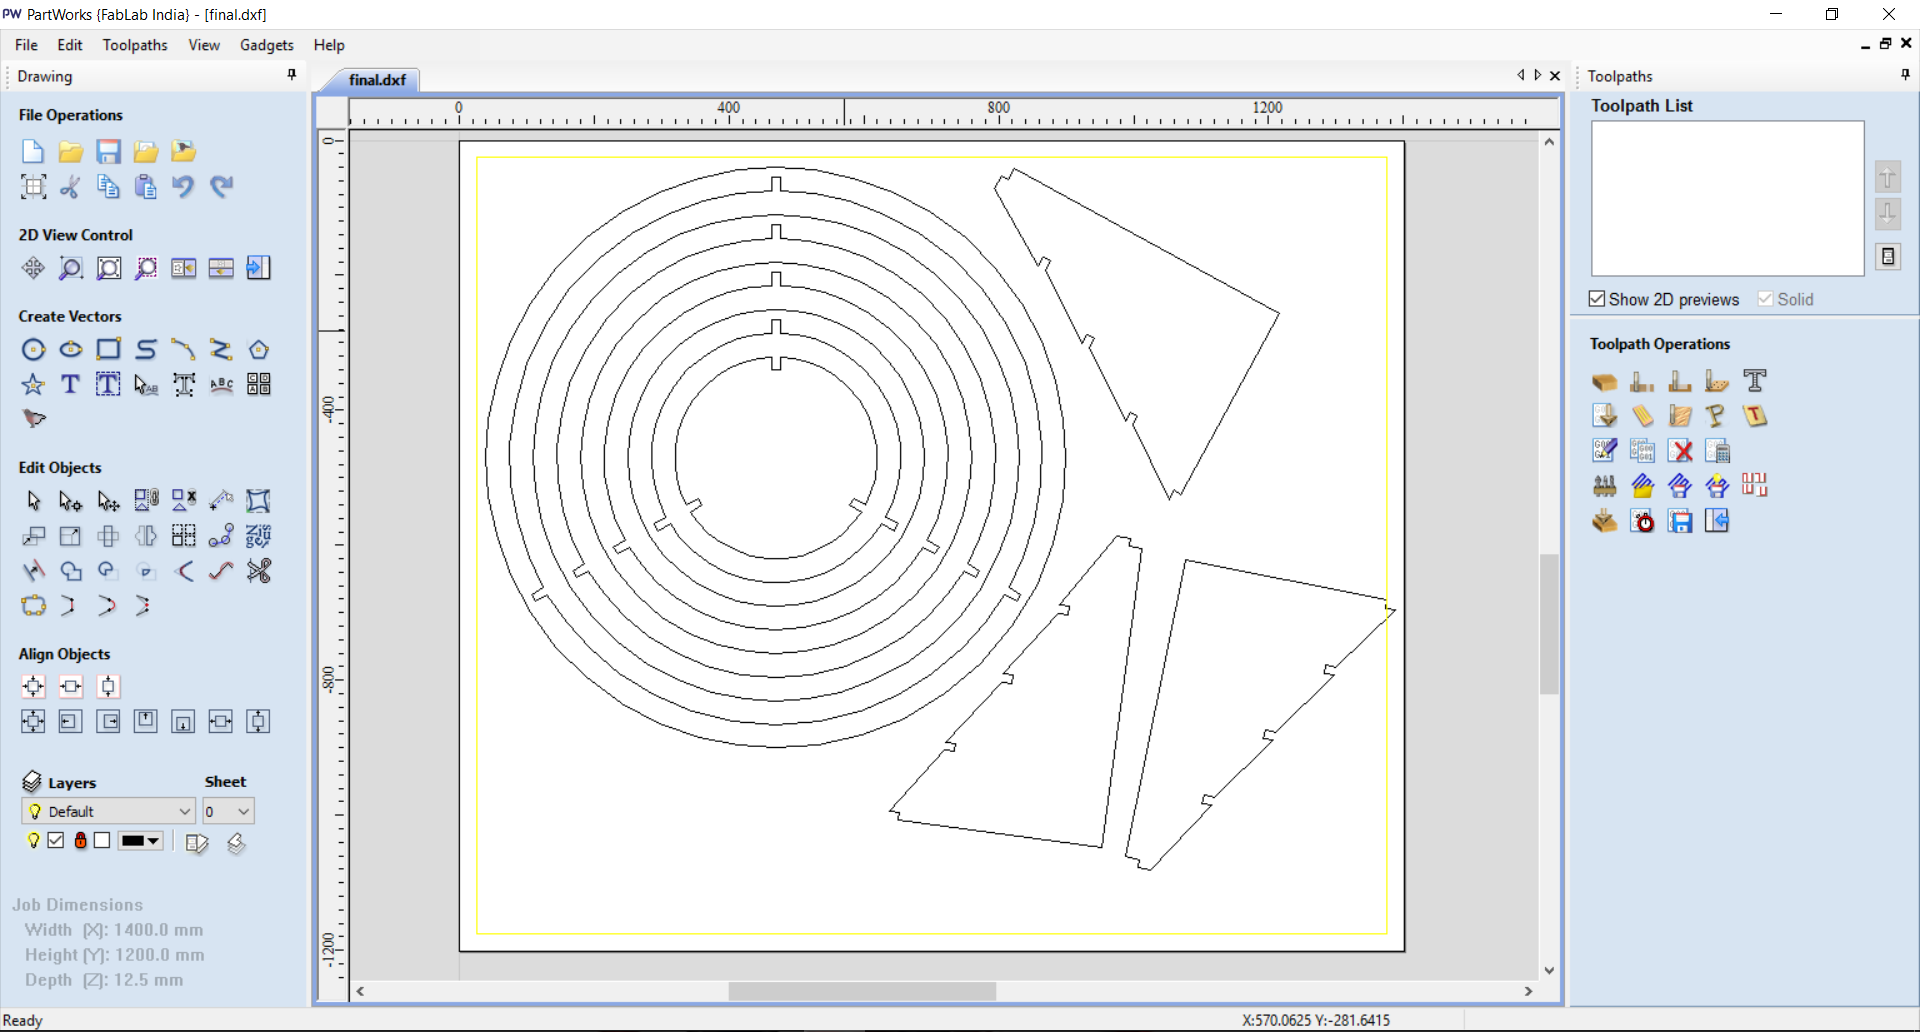 PW PartWorks {FabLab India} - [final.dxf]
File Edit Toolpaths View Gadgets Help
Drawing
File Operations
2D View Control
Create Vectors
Edit Objects
Align Objects
Layers Sheet
Default 0
Job Dimensions
Width (X): 1400.0 mm
Height (Y): 1200.0 mm
Depth (Z): 12.5 mm
final.dxf
0 400 800 1200
0
-400
-800
-1200
Toolpaths
Toolpath List
Show 2D previews Solid
Toolpath Operations
Ready X:570.0625 Y:-281.6415